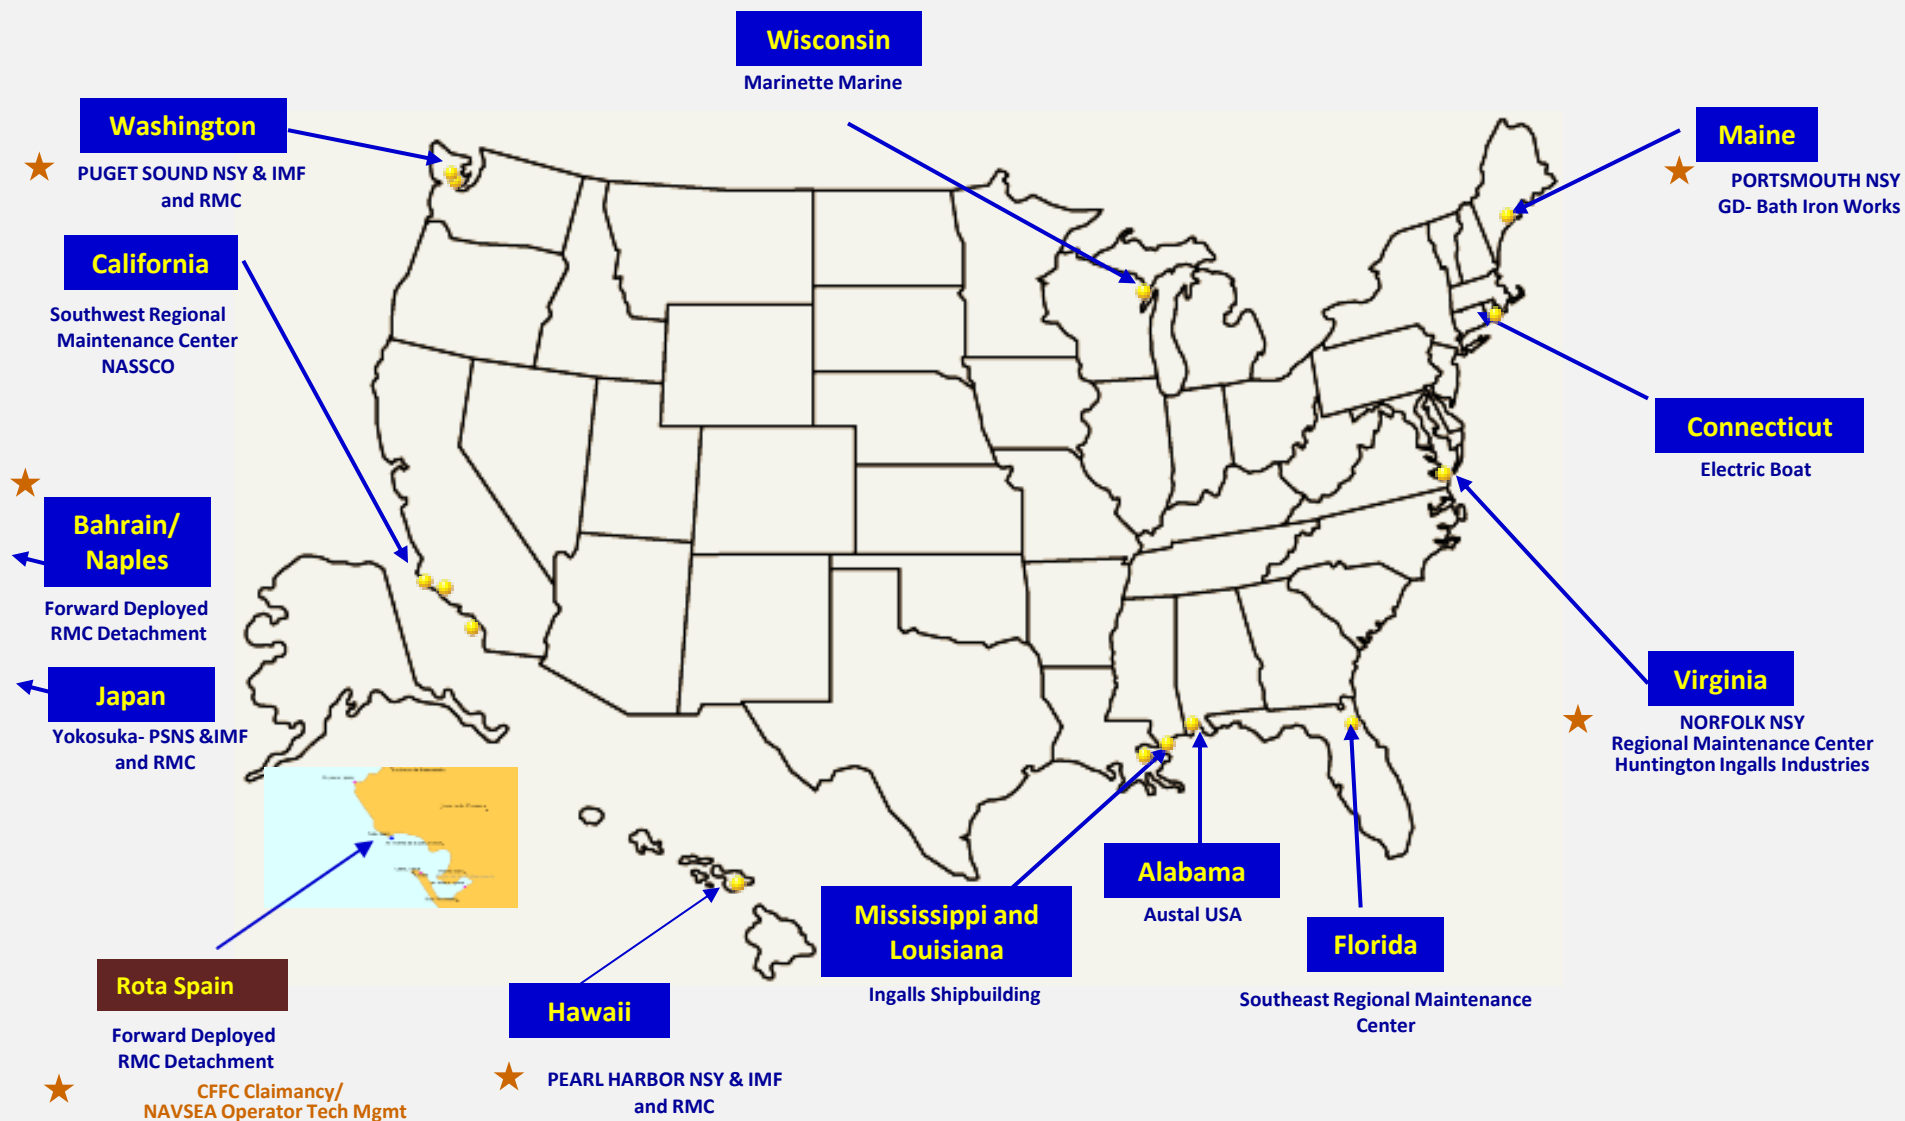 Wisconsin
Marinette Marine
Washington
PUGET SOUND NSY & IMF
and RMC
Maine
PORTSMOUTH NSY
GD- Bath Iron Works
California
Southwest Regional
Maintenance Center
NASSCO
Connecticut
Electric Boat
Bahrain/
Naples
Forward Deployed
RMC Detachment
Japan
Yokosuka- PSNS &IMF
and RMC
Virginia
NORFOLK NSY
Regional Maintenance Center
Huntington Ingalls Industries
Alabama
Austal USA
Mississippi and
Louisiana
Ingalls Shipbuilding
Florida
Southeast Regional Maintenance
Center
Rota Spain
Forward Deployed
RMC Detachment
CFFC Claimancy/
NAVSEA Operator Tech Mgmt
Hawaii
PEARL HARBOR NSY & IMF
and RMC